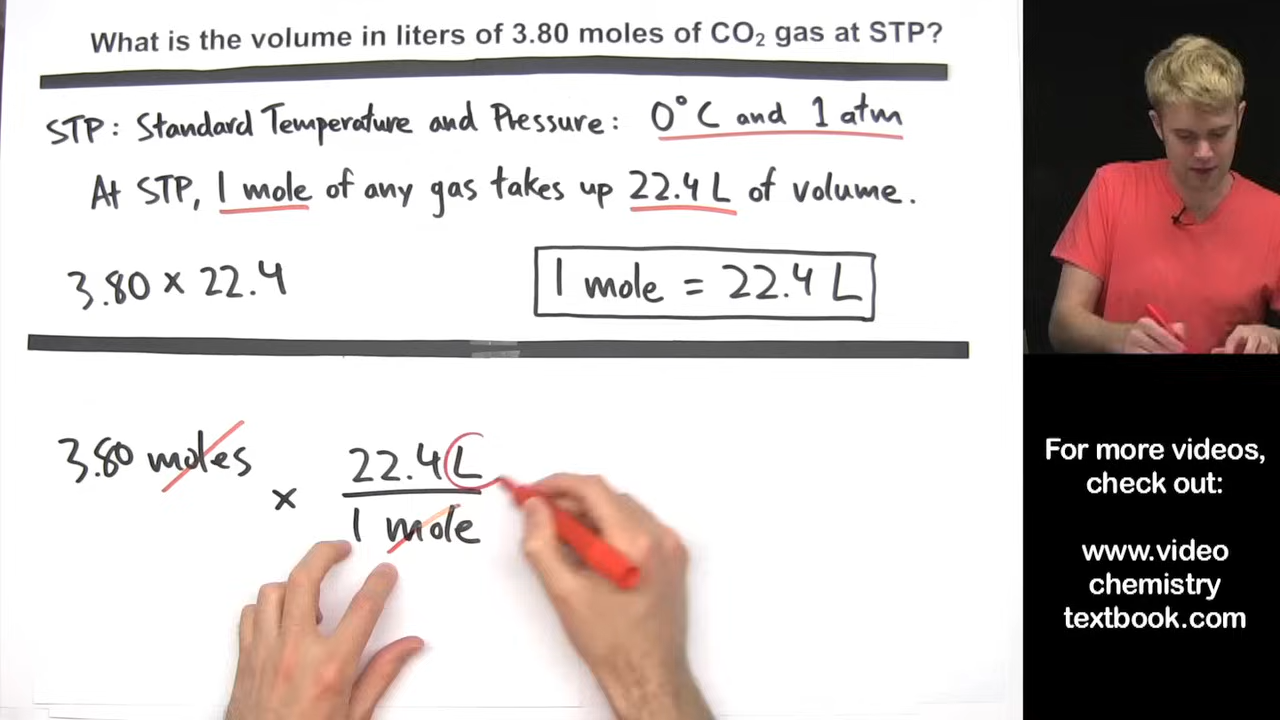 What is the volume in liters of 3.80 moles of CO₂ gas at STP?
STP: Standard Temperature and Pressure: 0°C and 1 atm
At STP, 1 mole of any gas takes up 22.4 L of volume.
3.80 x 22.4
1 mole = 22.4 L
3.80 moles x 22.4 L
1 mole
For more videos,
check out:
www.video
chemistry
textbook.com